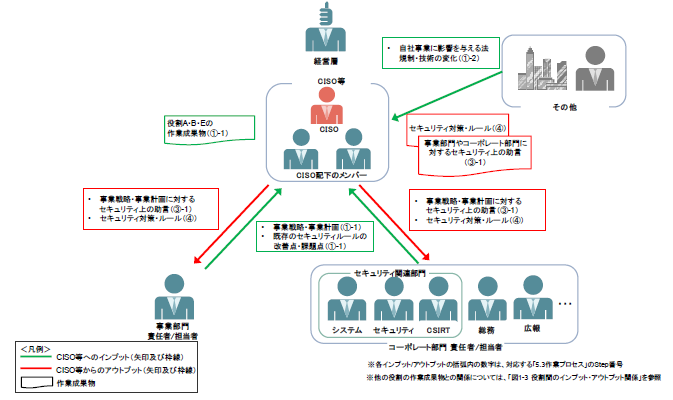 経営層
CISO等
CISO
CISO配下のメンバー
・ 自社事業に影響を与える法
規制・技術の変化(①-2)
その他
役割A・B・Eの
作業成果物(①-1)
セキュリティ対策・ルール(④)
事業部門やコーポレート部門に
対するセキュリティ上の助言
(③-1)
・ 事業戦略・事業計画に対する
セキュリティ上の助言(③-1)
・ セキュリティ対策・ルール(④)
・ 事業戦略・事業計画(①-1)
・ 既存のセキュリティルールの
改善点・課題点(①-1)
・ 事業戦略・事業計画に対する
セキュリティ上の助言(③-1)
・ セキュリティ対策・ルール(④)
事業部門
責任者/担当者
セキュリティ関連部門
システム
セキュリティ
CSIRT
総務
広報
…
コーポレート部門 責任者/担当者
＜凡例＞
CISO等へのインプット(矢印及び枠線)
CISO等からのアウトプット(矢印及び枠線)
作業成果物
※各インプット/アウトプットの括弧内の数字は、対応する「5.3作業プロセス」のStep番号
※他の役割の作業成果物との関係については、「図1-3 役割間のインプット・アウトプット関係」を参照